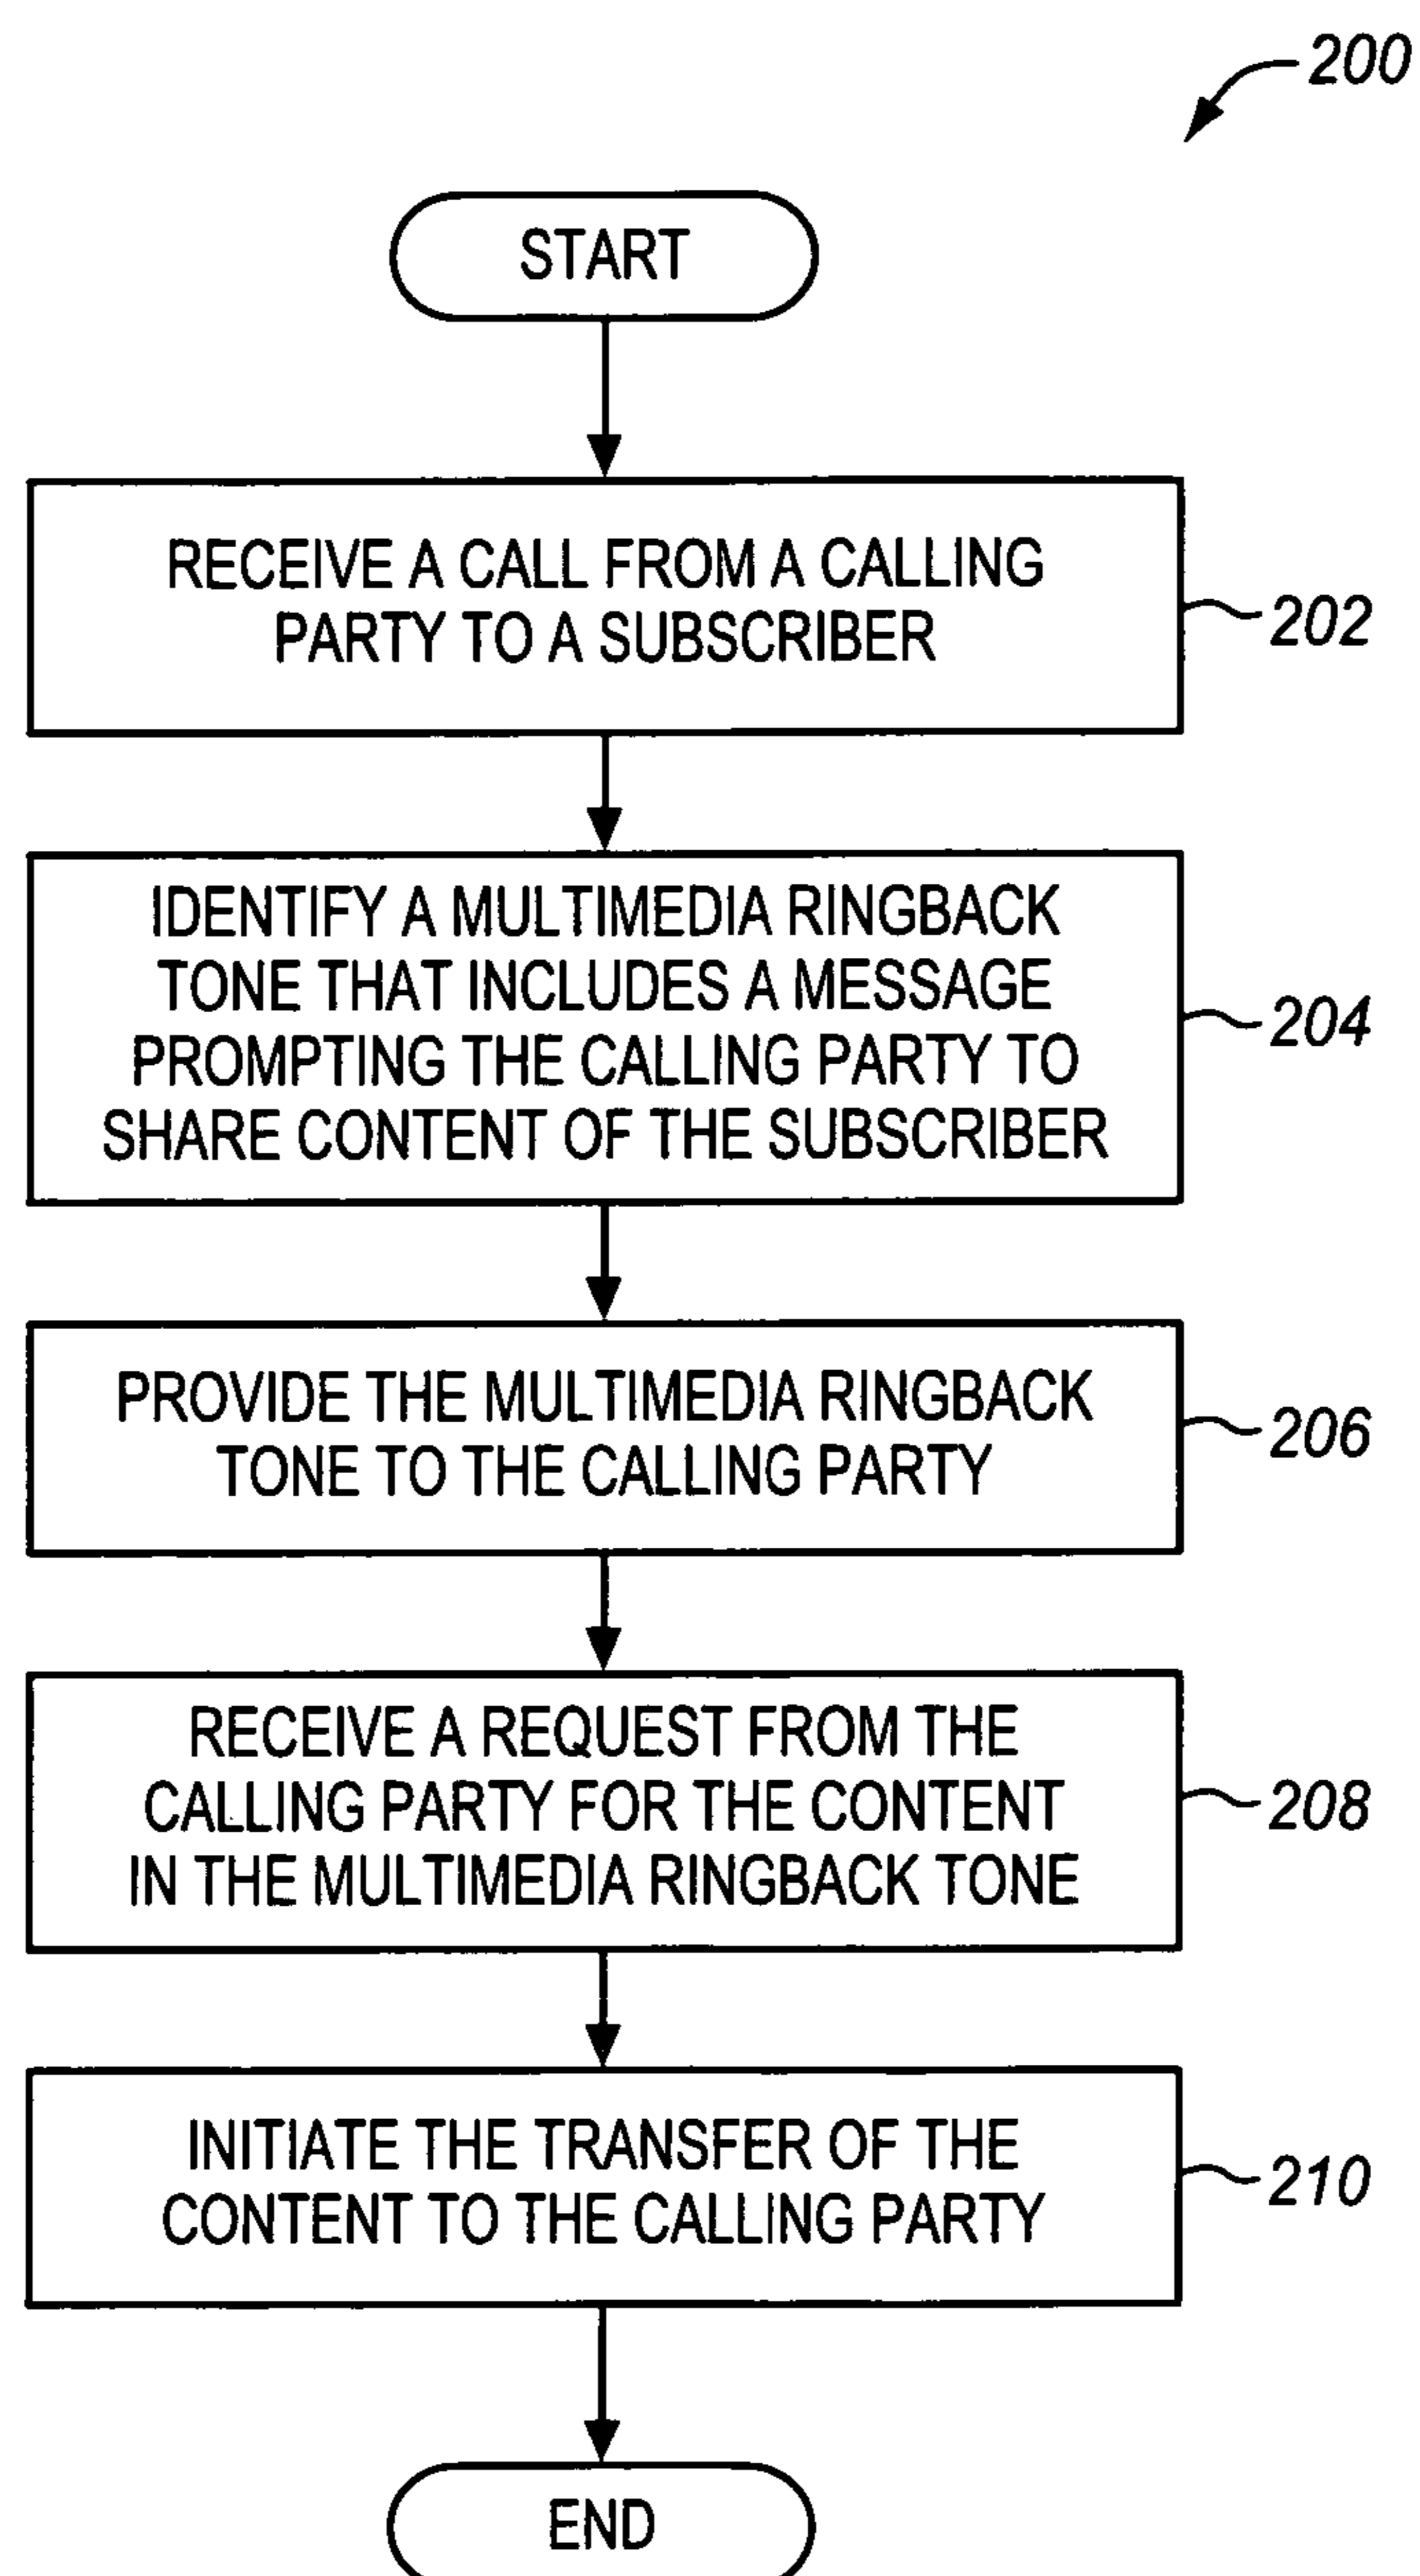 200
START
RECEIVE A CALL FROM A CALLING
PARTY TO A SUBSCRIBER
202
IDENTIFY A MULTIMEDIA RINGBACK
TONE THAT INCLUDES A MESSAGE
PROMPTING THE CALLING PARTY TO
SHARE CONTENT OF THE SUBSCRIBER
204
PROVIDE THE MULTIMEDIA RINGBACK
TONE TO THE CALLING PARTY
206
RECEIVE A REQUEST FROM THE
CALLING PARTY FOR THE CONTENT
IN THE MULTIMEDIA RINGBACK TONE
208
INITIATE THE TRANSFER OF THE
CONTENT TO THE CALLING PARTY
210
END